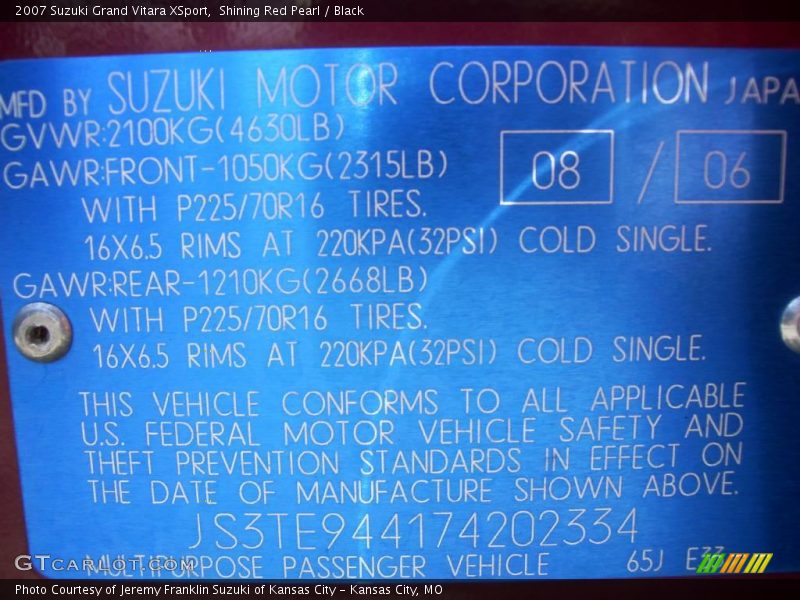 2007 Suzuki Grand Vitara XSport,  Shining Red Pearl / Black
MFD BY SUZUKI MOTOR CORPORATION JAPA
GVWR:2100KG(4630LB)
GAWR:FRONT-1050KG(2315LB)
08 / 06
WITH P225/70R16 TIRES.
16X6.5 RIMS AT 220KPA(32PSI) COLD SINGLE.
GAWR:REAR-1210KG(2668LB)
WITH P225/70R16 TIRES.
16X6.5 RIMS AT 220KPA(32PSI) COLD SINGLE.
THIS VEHICLE CONFORMS TO ALL APPLICABLE
U.S. FEDERAL MOTOR VEHICLE SAFETY AND
THEFT PREVENTION STANDARDS IN EFFECT ON
THE DATE OF MANUFACTURE SHOWN ABOVE.
JS3TE944174202334
MULTIPURPOSE PASSENGER VEHICLE 65J E33
GTcarlot.com
Photo Courtesy of Jeremy Franklin Suzuki of Kansas City – Kansas City, MO